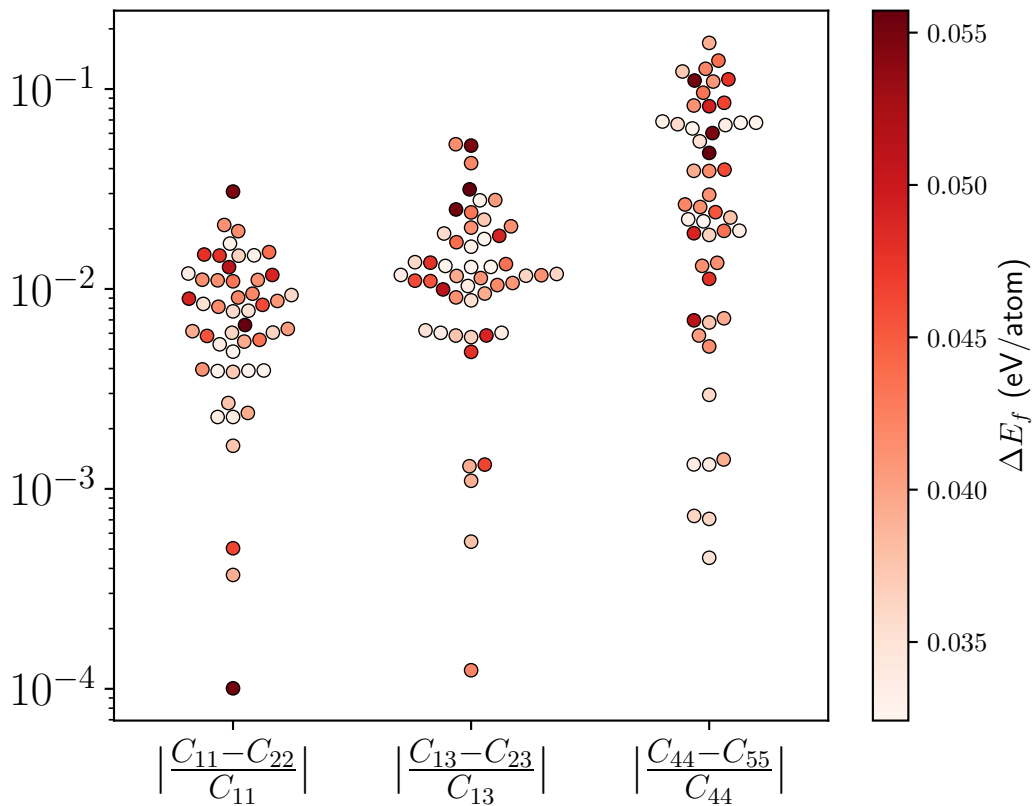 10⁻¹
10⁻²
10⁻³
10⁻⁴
|C₁₁−C₂₂/C₁₁|
|C₁₃−C₂₃/C₁₃|
|C₄₄−C₅₅/C₄₄|
0.055
0.050
0.045
0.040
0.035
ΔE_f (eV/atom)